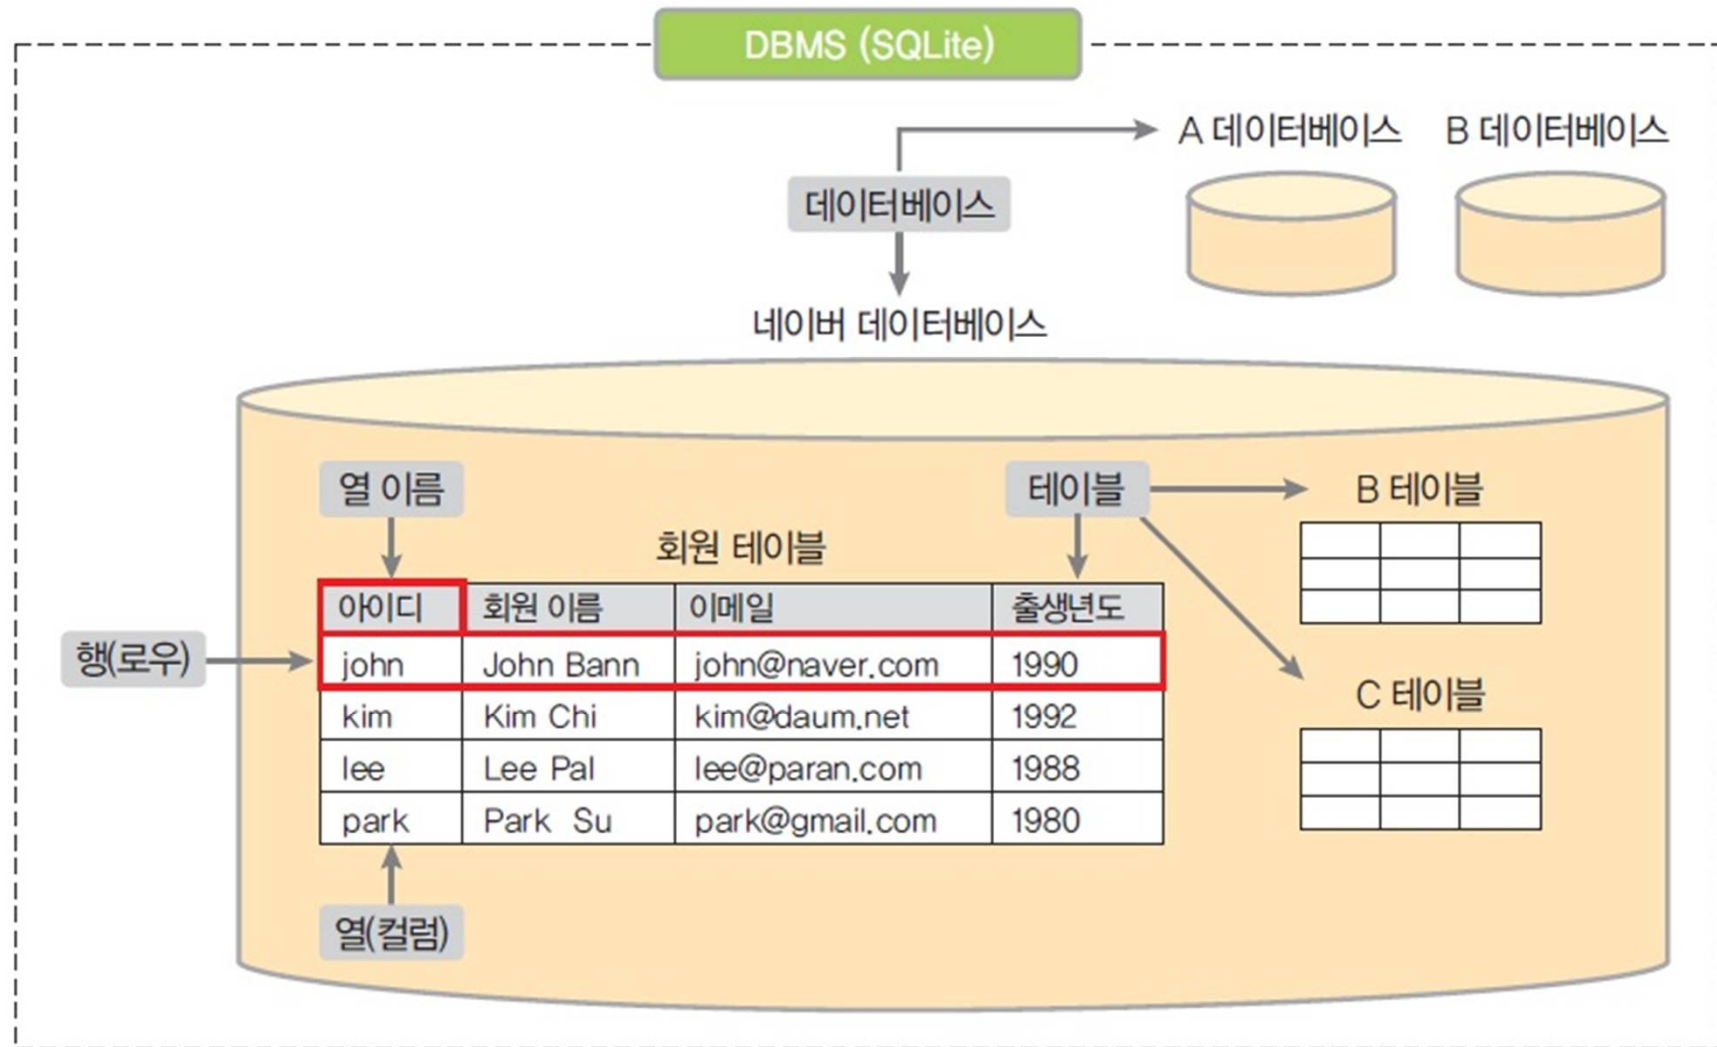 DBMS (SQLite)
A 데이터베이스
B 데이터베이스
데이터베이스
네이버 데이터베이스
열 이름
테이블
B 테이블
회원 테이블
아이디 회원 이름 이메일 출생년도
행(로우)
john John Bann john@naver.com 1990
kim Kim Chi kim@daum.net 1992
lee Lee Pal lee@paran.com 1988
park Park Su park@gmail.com 1980
C 테이블
열(컬럼)